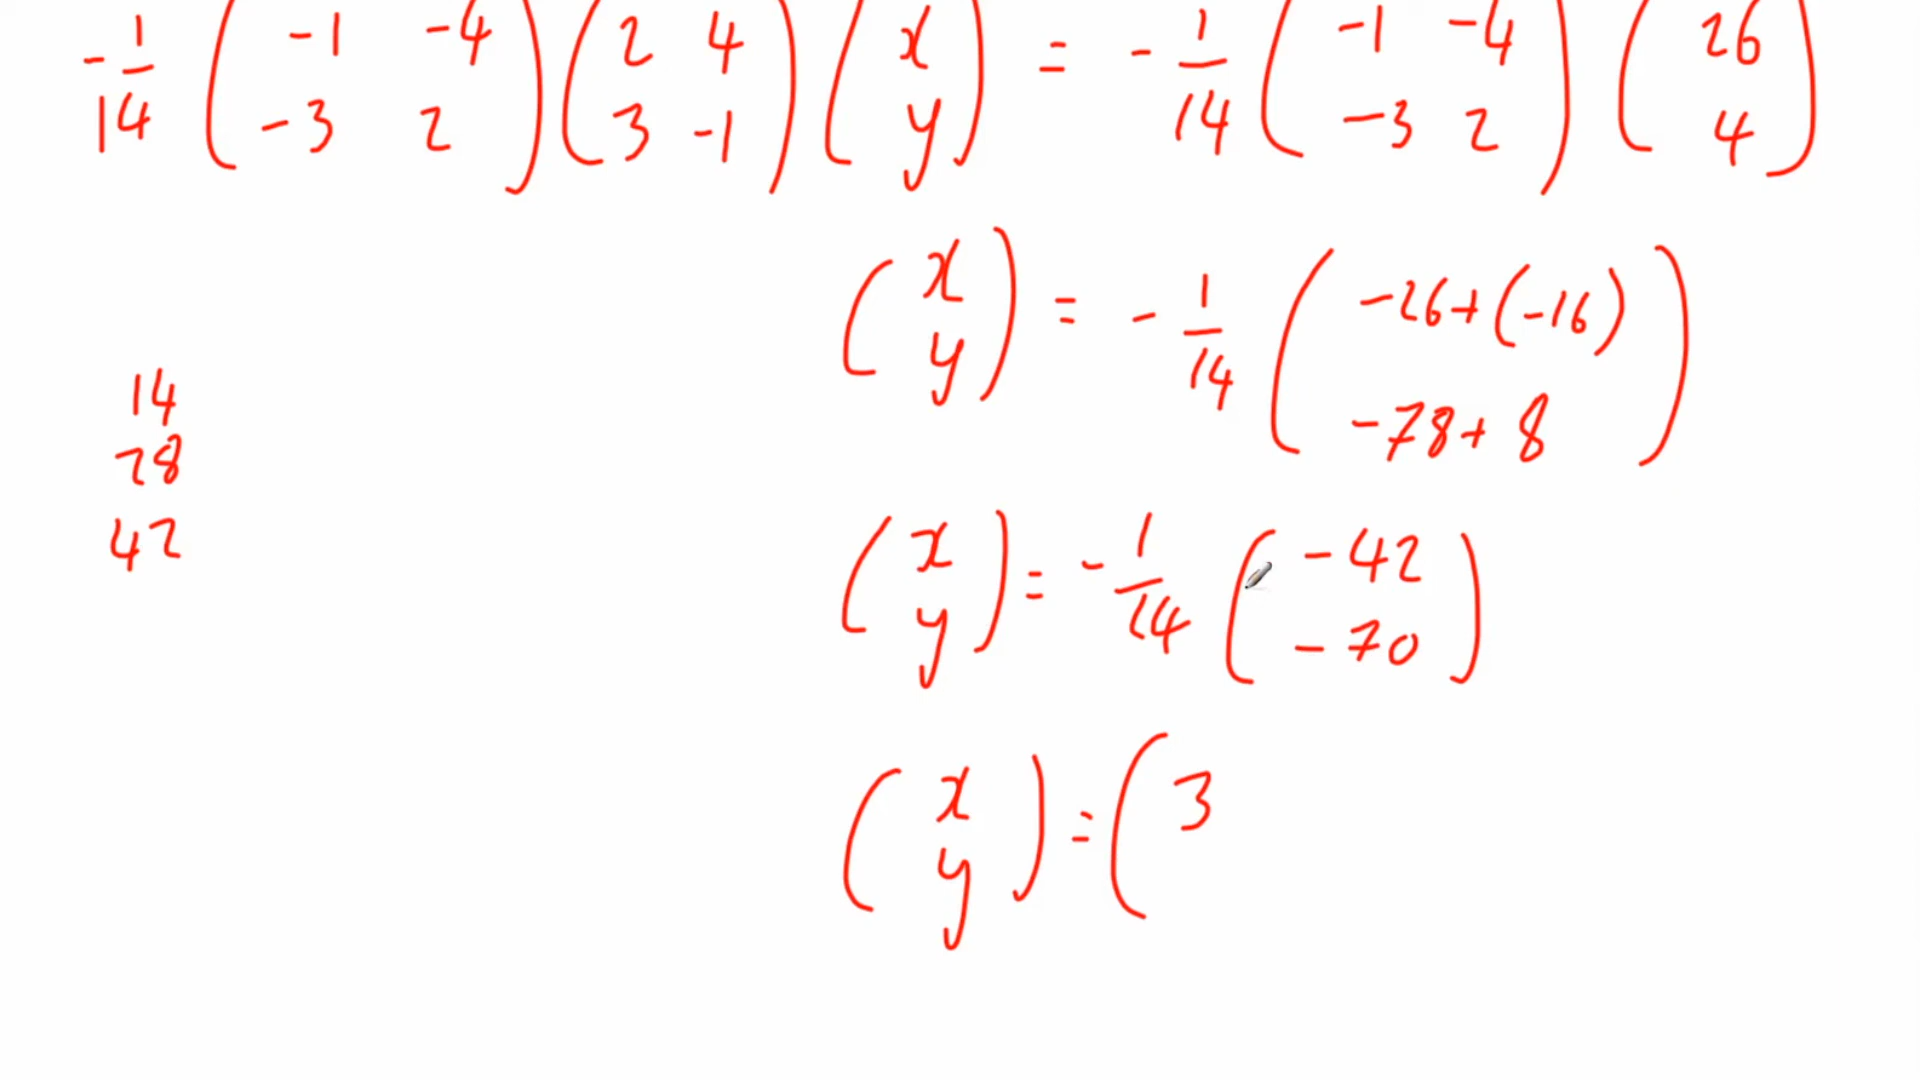 -1/14 ( -1 -4 ) ( 2 4 ) ( x ) = -1/14 ( -1 -4 ) ( 26 )
( -3 2 ) ( 3 -1 ) ( y ) ( -3 2 ) ( 4 )
( x ) = -1/14 ( -26+(-16) )
( y ) ( -78+8 )
14
28
42
( x ) = -1/14 ( -42 )
( y ) ( -70 )
( x ) = ( 3
( y )